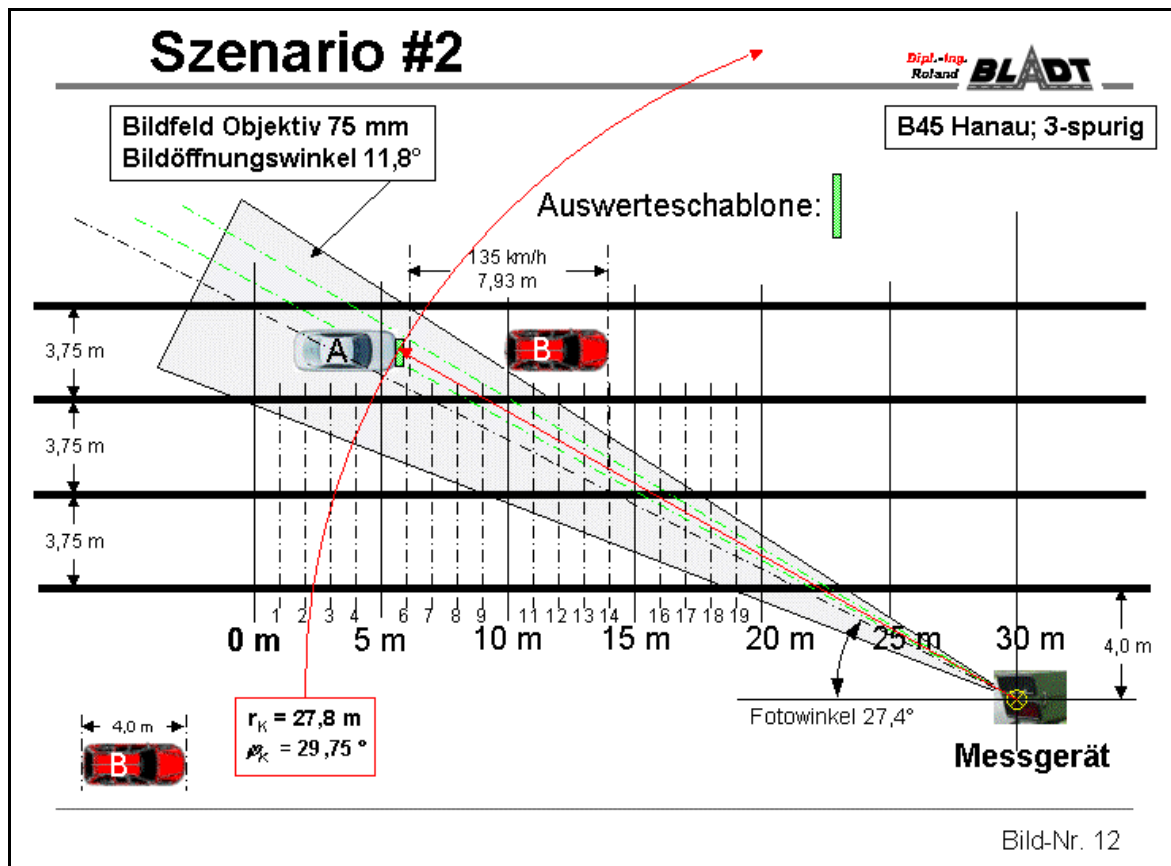 Szenario #2
Dipl.-Ing.
Roland BLADT
Bildfeld Objektiv 75 mm
Bildöffnungswinkel 11,8°
B45 Hanau; 3-spurig
Auswerteschablone:
135 km/h
7,93 m
A
B
3,75 m
3,75 m
3,75 m
1 2 3 4 6 7 8 9 11 12 13 14 16 17 18 19
0 m 5 m 10 m 15 m 20 m 25 m 30 m
4,0 m
rK = 27,8 m
φK = 29,75 °
Fotowinkel 27,4°
Messgerät
4,0 m
B
Bild-Nr. 12